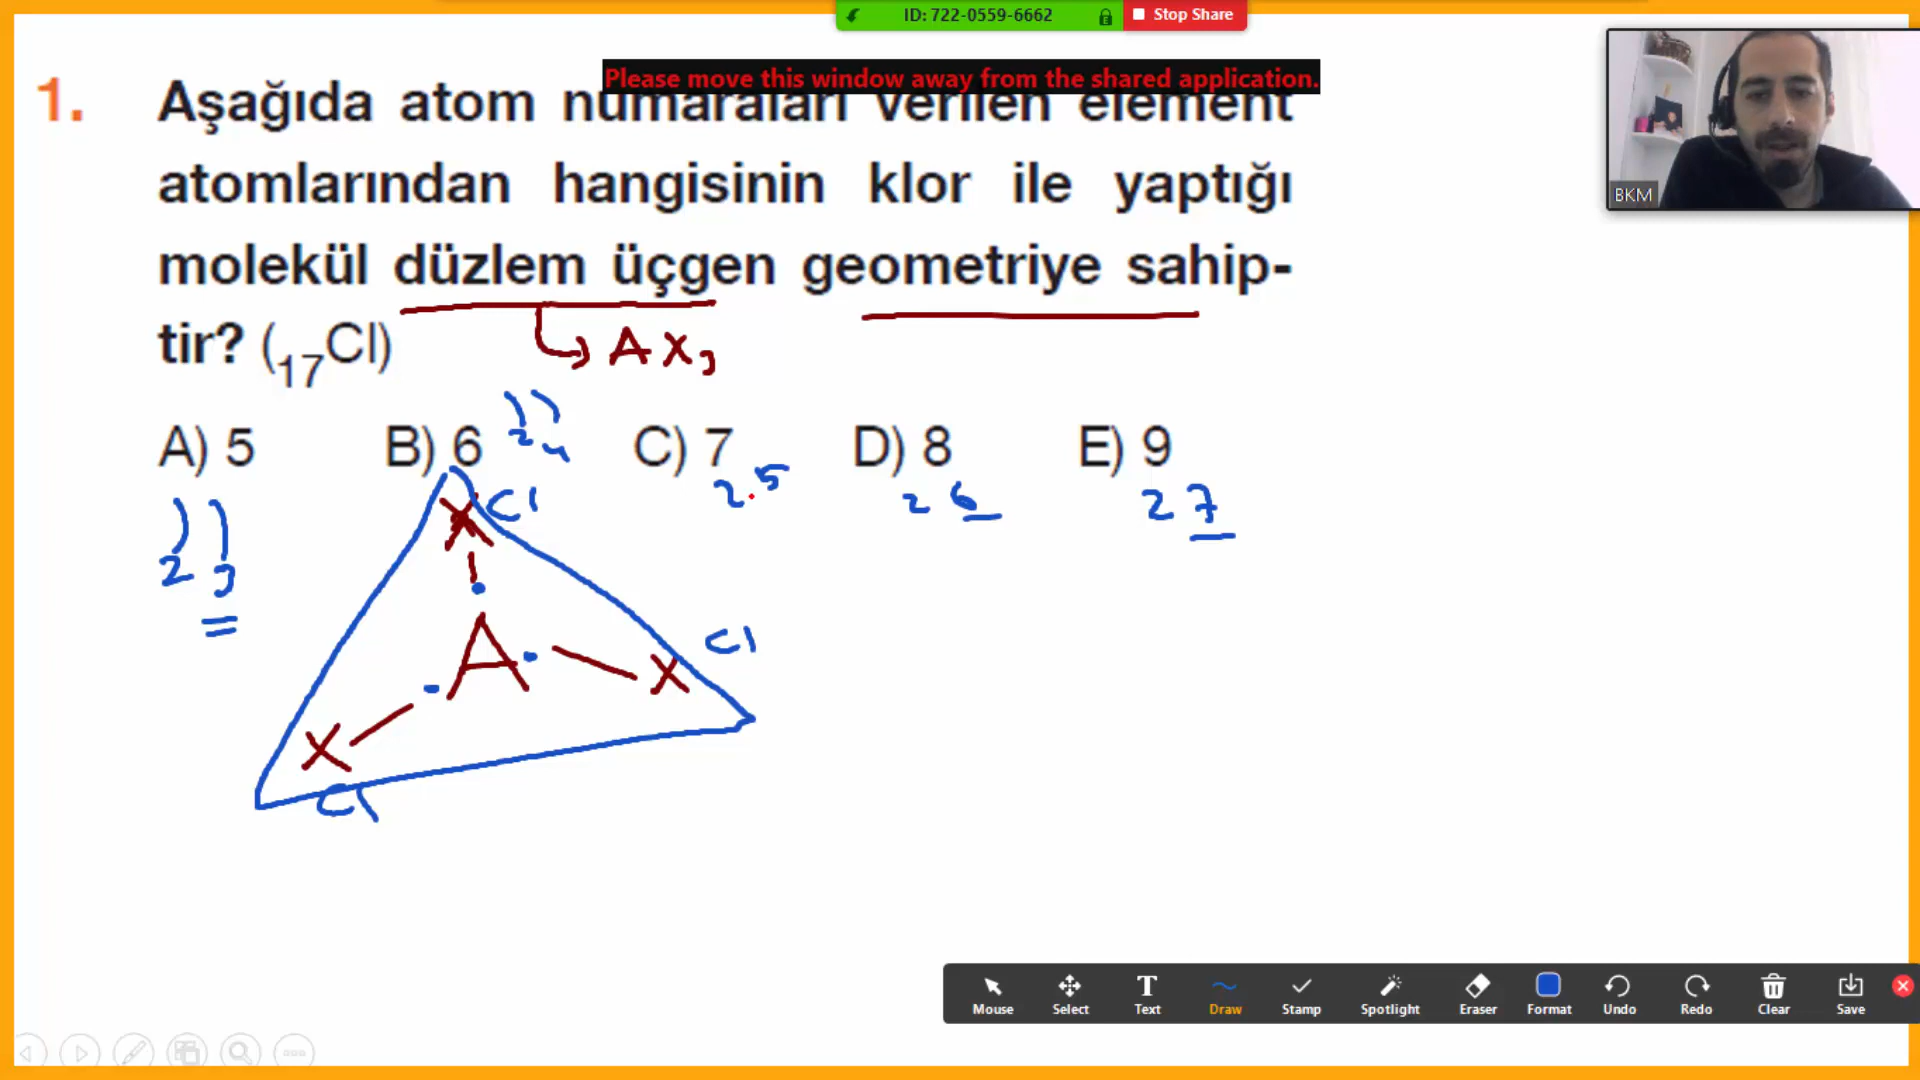 ID: 722-0559-6662
Stop Share
Please move this window away from the shared application.
BKM
1. Aşağıda atom numaraları verilen element
atomlarından hangisinin klor ile yaptığı
molekül düzlem üçgen geometriye sahip-
tir? (₁₇Cl)
AX₃
A) 5 B) 6 C) 7 D) 8 E) 9
2 4
2 3
2 5
2 6
2 7
X Cl
A
X Cl
X
Cl
Mouse Select Text Draw Stamp Spotlight Eraser Format Undo Redo Clear Save